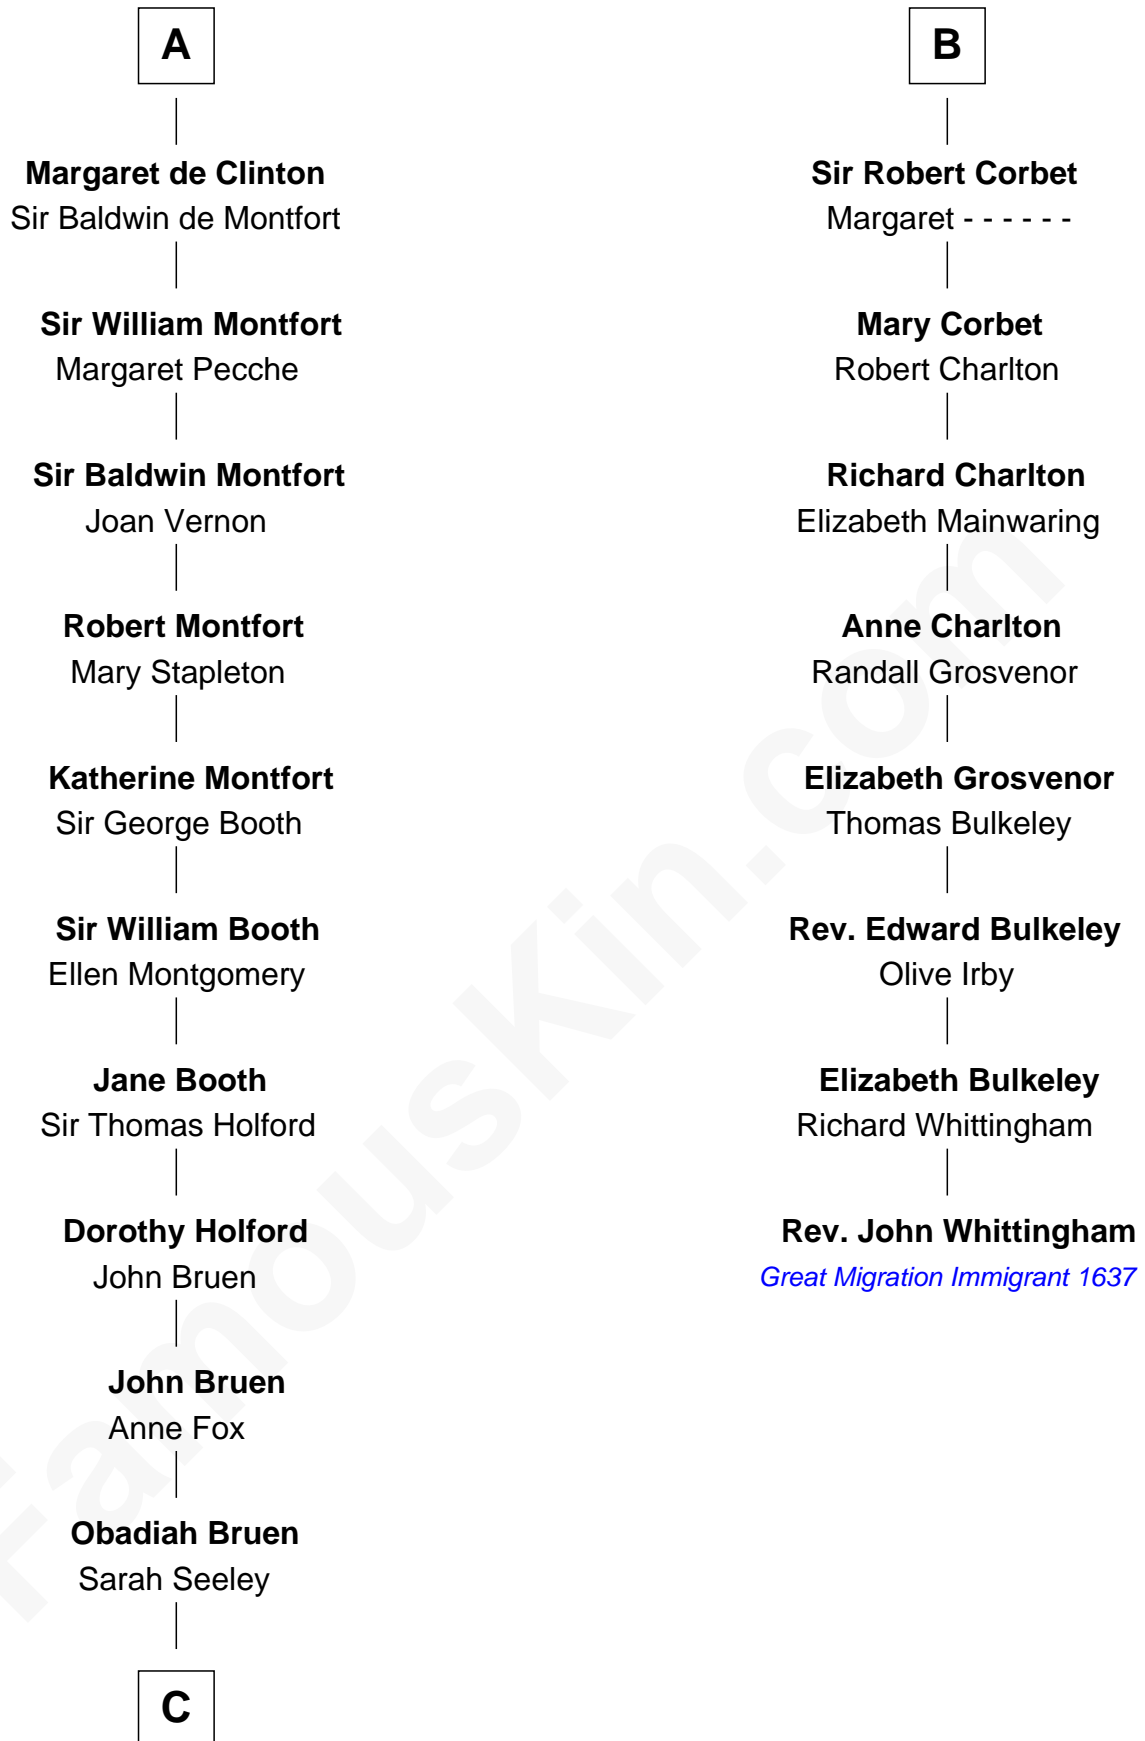 A
Margaret de Clinton
Sir Baldwin de Montfort
Sir William Montfort
Margaret Pecche
Sir Baldwin Montfort
Joan Vernon
Robert Montfort
Mary Stapleton
Katherine Montfort
Sir George Booth
Sir William Booth
Ellen Montgomery
Jane Booth
Sir Thomas Holford
Dorothy Holford
John Bruen
John Bruen
Anne Fox
Obadiah Bruen
Sarah Seeley
C
B
Sir Robert Corbet
Margaret - - - - - -
Mary Corbet
Robert Charlton
Richard Charlton
Elizabeth Mainwaring
Anne Charlton
Randall Grosvenor
Elizabeth Grosvenor
Thomas Bulkeley
Rev. Edward Bulkeley
Olive Irby
Elizabeth Bulkeley
Richard Whittingham
Rev. John Whittingham
Great Migration Immigrant 1637
FamousKin.com